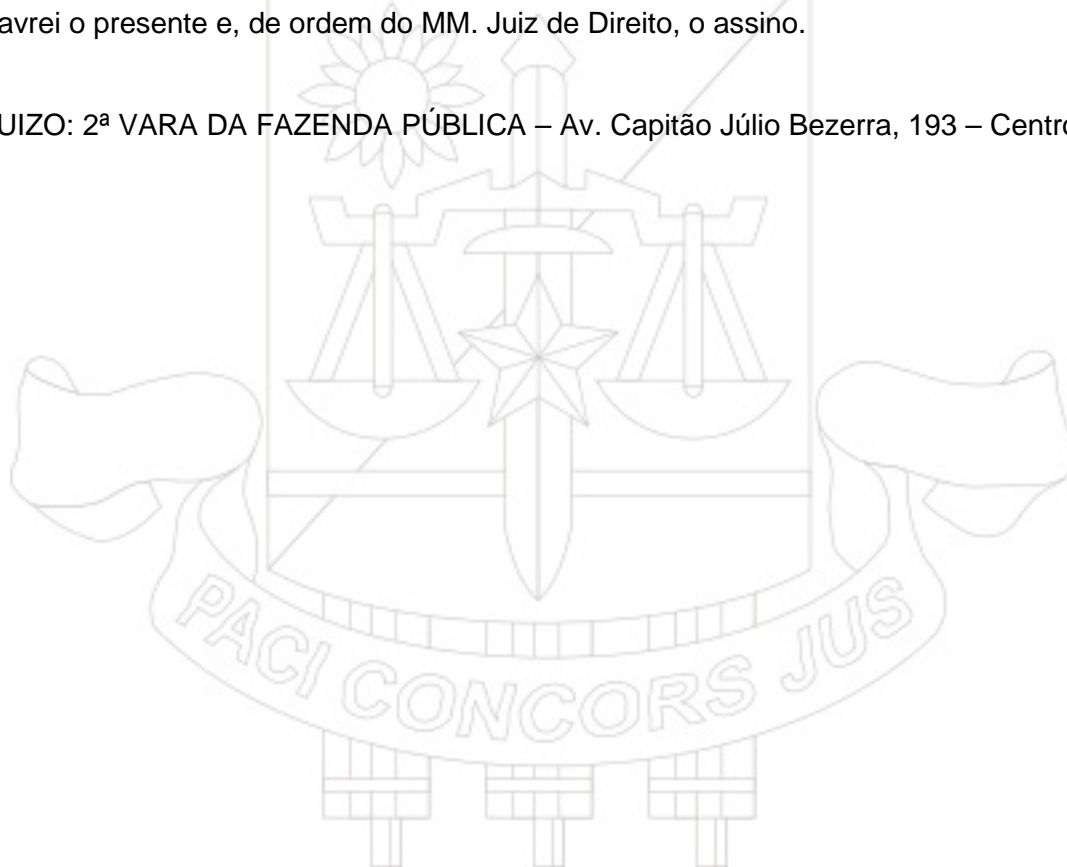 avrei o presente e, de ordem do MM. Juiz de Direito, o assino.
UIZO: 2ª VARA DA FAZENDA PÚBLICA – Av. Capitão Júlio Bezerra, 193 – Centro
PACI CONCORS JUS